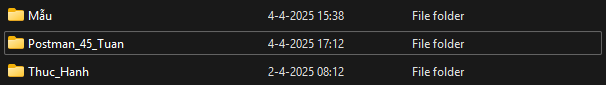 Mẫu 4-4-2025 15:38 File folder
Postman_45_Tuan 4-4-2025 17:12 File folder
Thuc_Hanh 2-4-2025 08:12 File folder